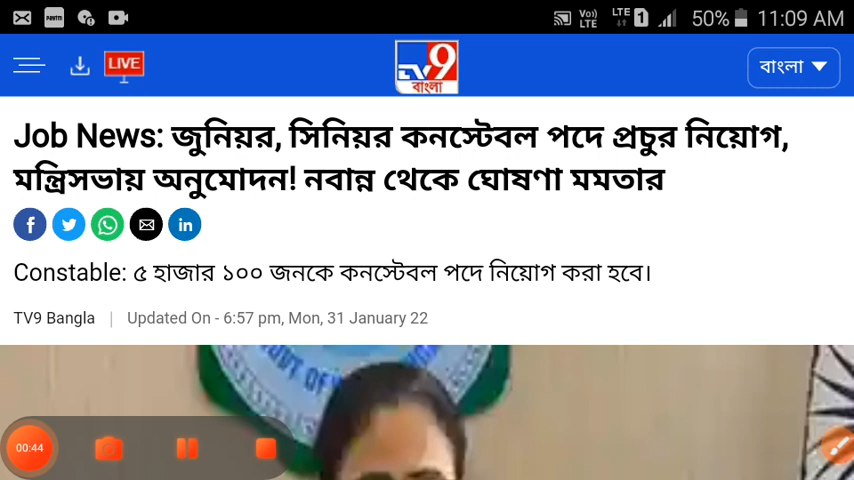 LTE 1 50% 11:09 AM
LIVE
TV9 বাংলা
বাংলা
Job News: জুনিয়র, সিনিয়র কনস্টেবল পদে প্রচুর নিয়োগ,
মন্ত্রিসভায় অনুমোদন! নবান্ন থেকে ঘোষণা মমতার
Constable: ৫ হাজার ১০০ জনকে কনস্টেবল পদে নিয়োগ করা হবে।
TV9 Bangla | Updated On - 6:57 pm, Mon, 31 January 22
00:44